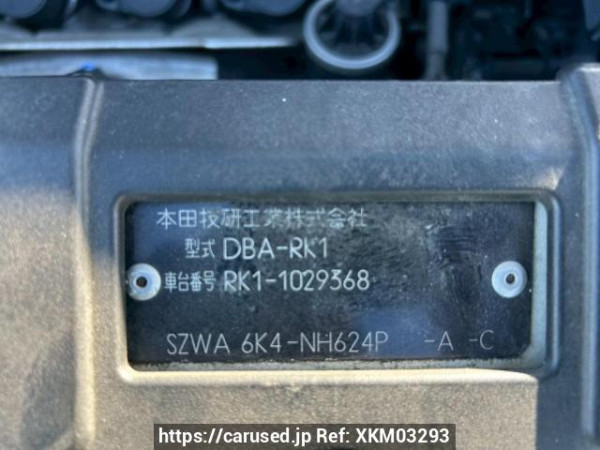 本田技研工業株式会社
型式 DBA-RK1
車台番号 RK1-1029368
SZWA 6K4-NH624P -A -C
https://carused.jp Ref: XKM03293